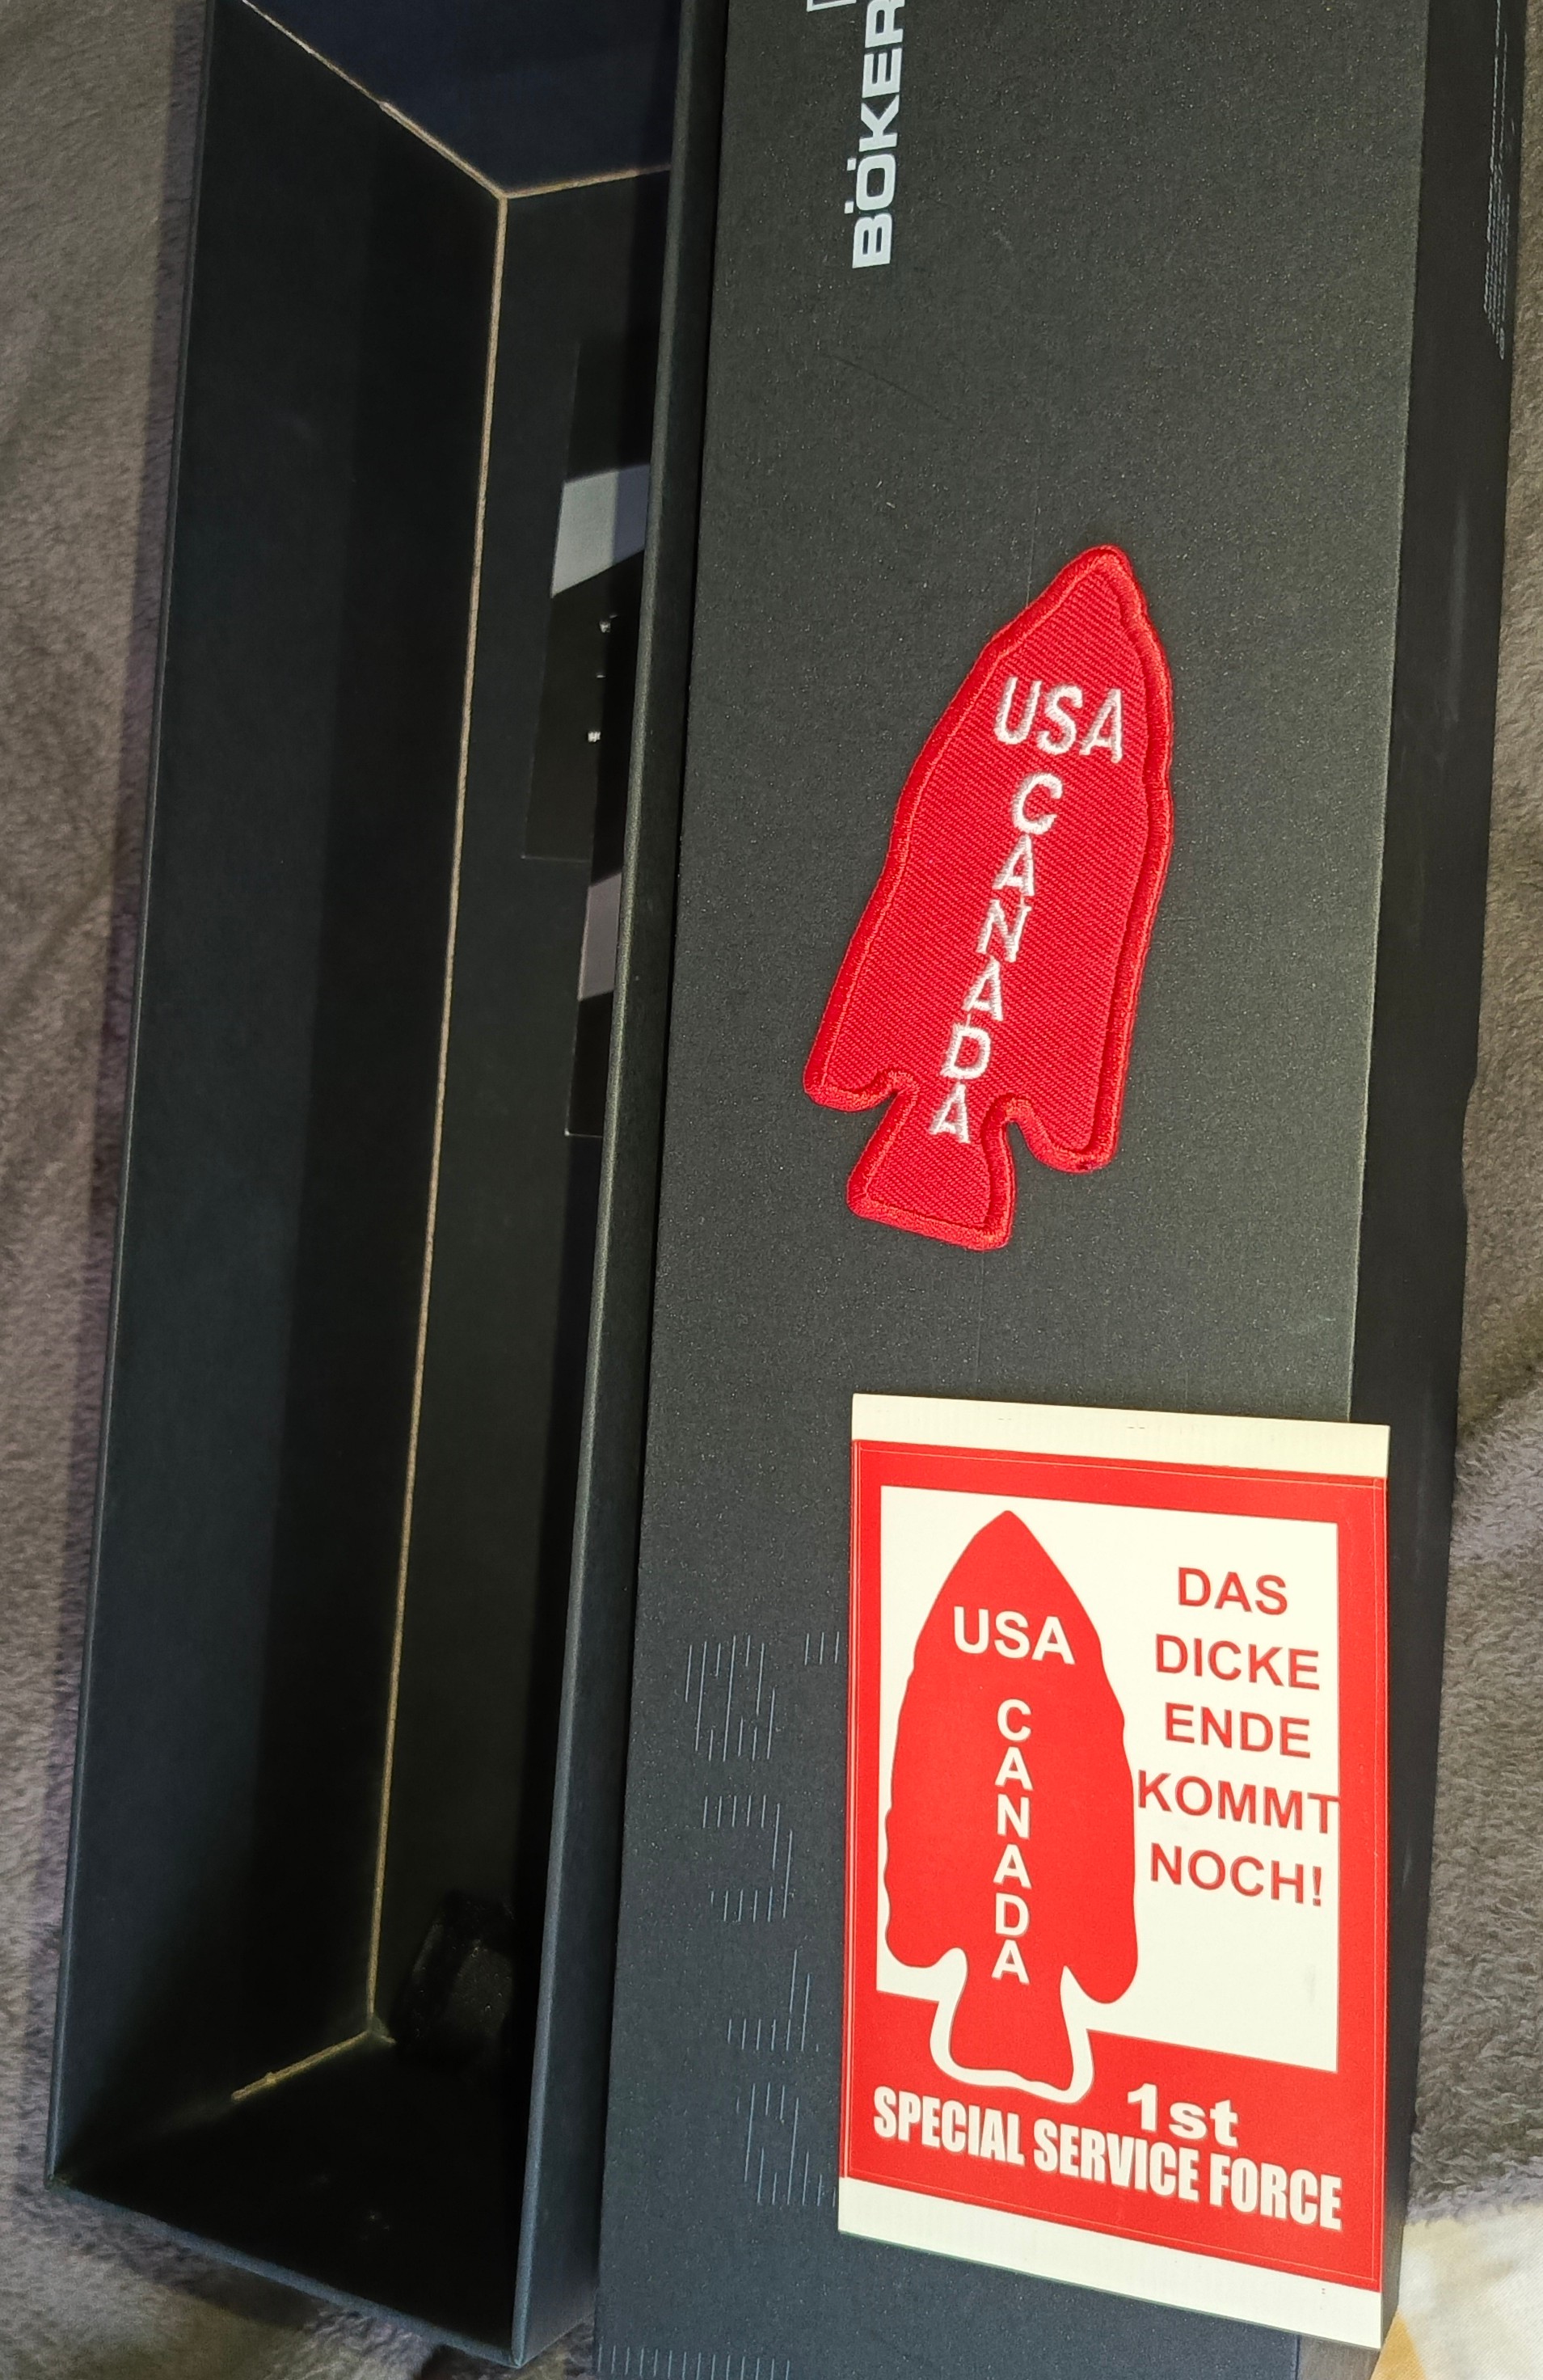 BÖKER
USA
CANADA
USA
CANADA
DAS
DICKE
ENDE
KOMMT
NOCH!
1st
SPECIAL SERVICE FORCE